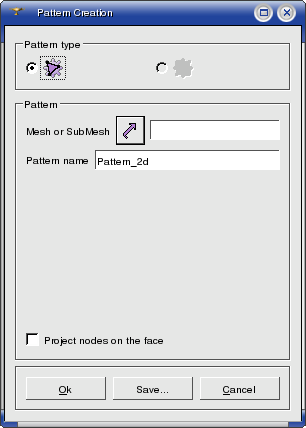 Pattern Creation
Pattern type
Pattern
Mesh or SubMesh
Pattern name Pattern_2d
Project nodes on the face
Ok Save... Cancel